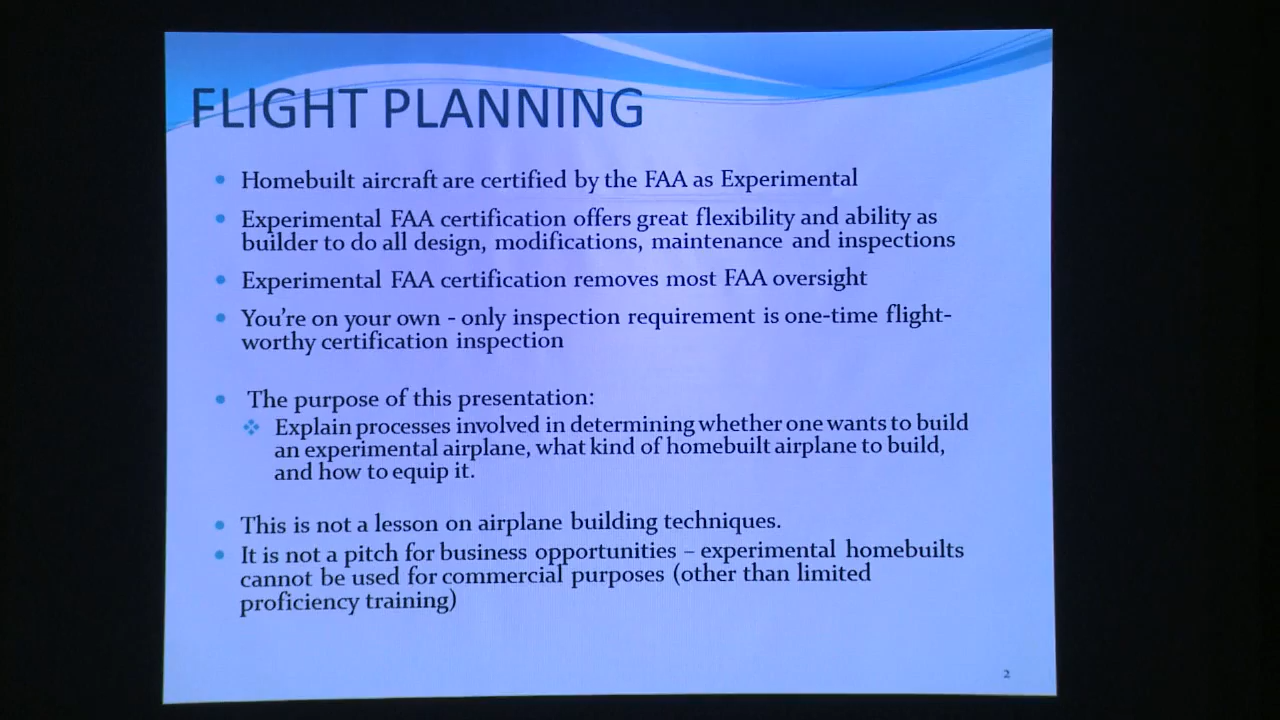 FLIGHT PLANNING
• Homebuilt aircraft are certified by the FAA as Experimental
• Experimental FAA certification offers great flexibility and ability as
builder to do all design, modifications, maintenance and inspections
• Experimental FAA certification removes most FAA oversight
• You're on your own - only inspection requirement is one-time flight-
worthy certification inspection
• The purpose of this presentation:
❖ Explain processes involved in determining whether one wants to build
an experimental airplane, what kind of homebuilt airplane to build,
and how to equip it.
• This is not a lesson on airplane building techniques.
• It is not a pitch for business opportunities – experimental homebuilts
cannot be used for commercial purposes (other than limited
proficiency training)
2